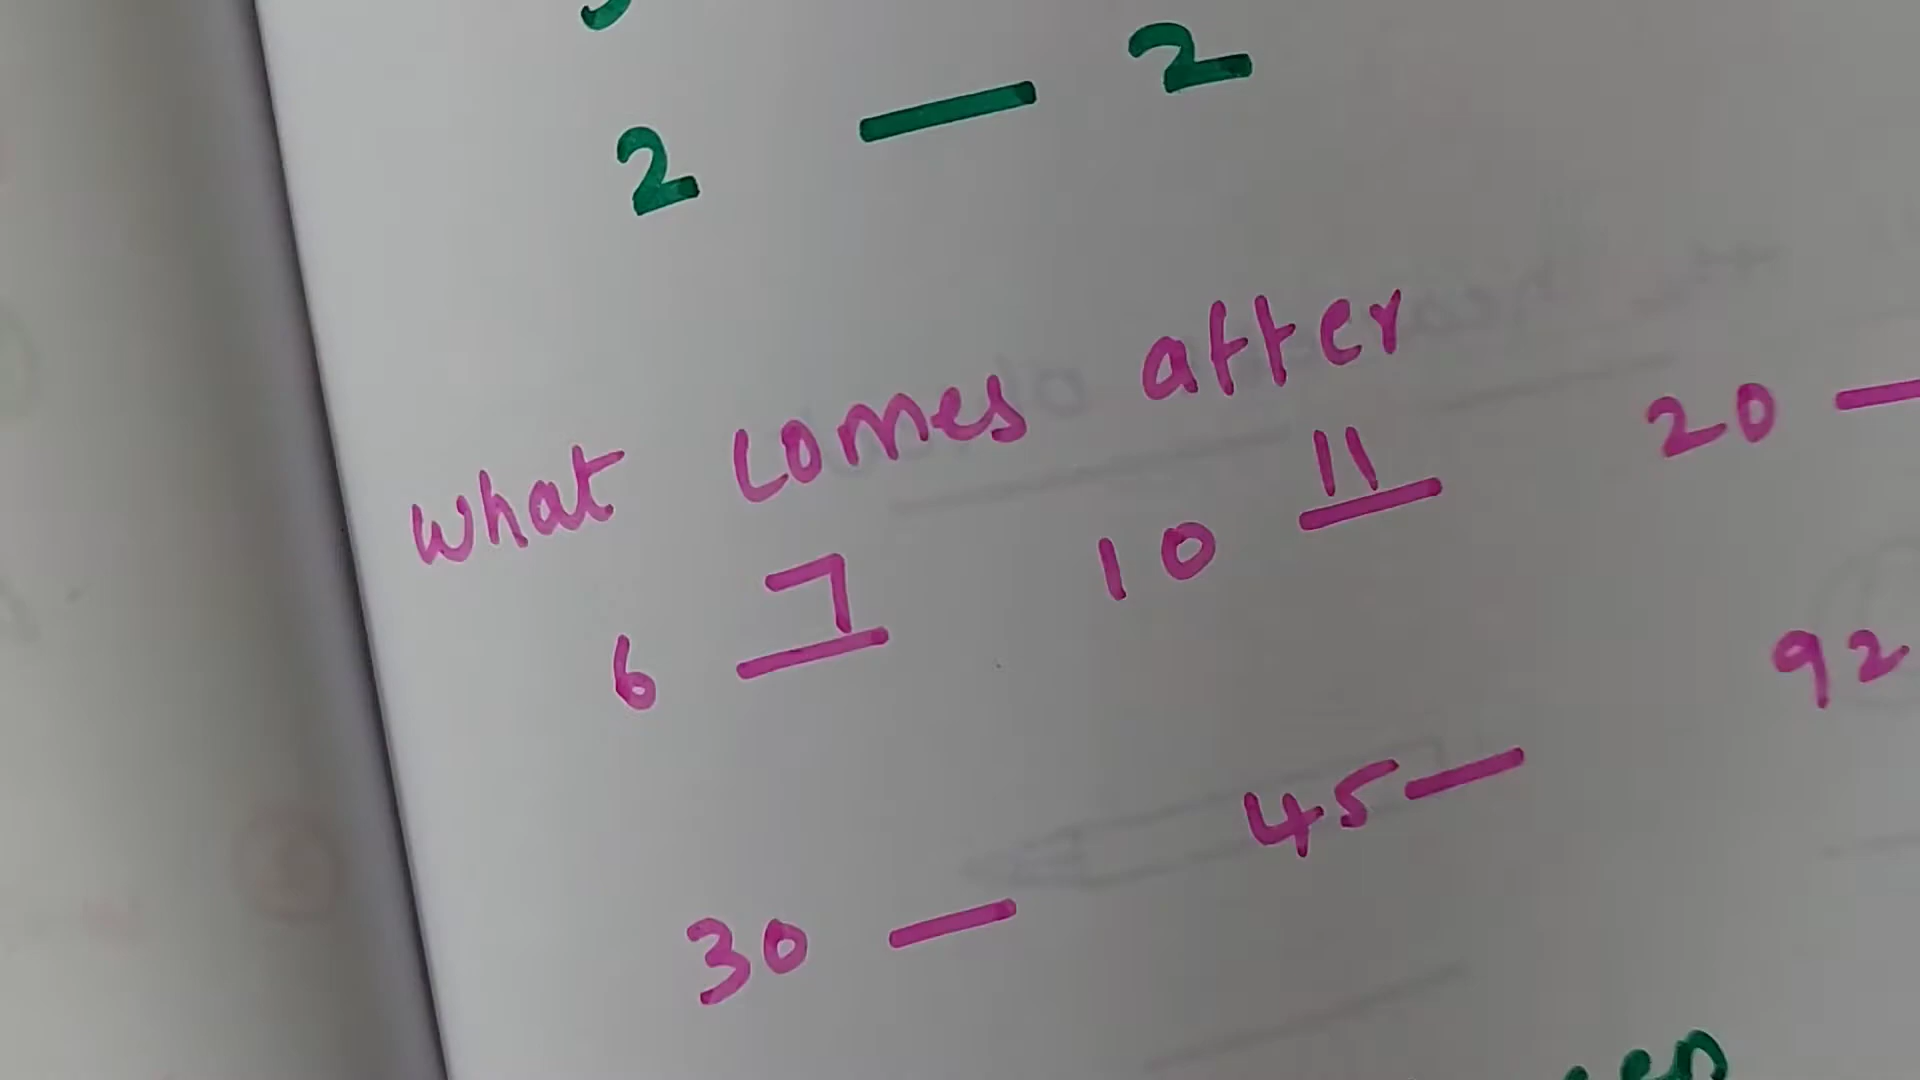 2 — 2
What comes after
6 7 10 11 20 —
30 — 45 — 92